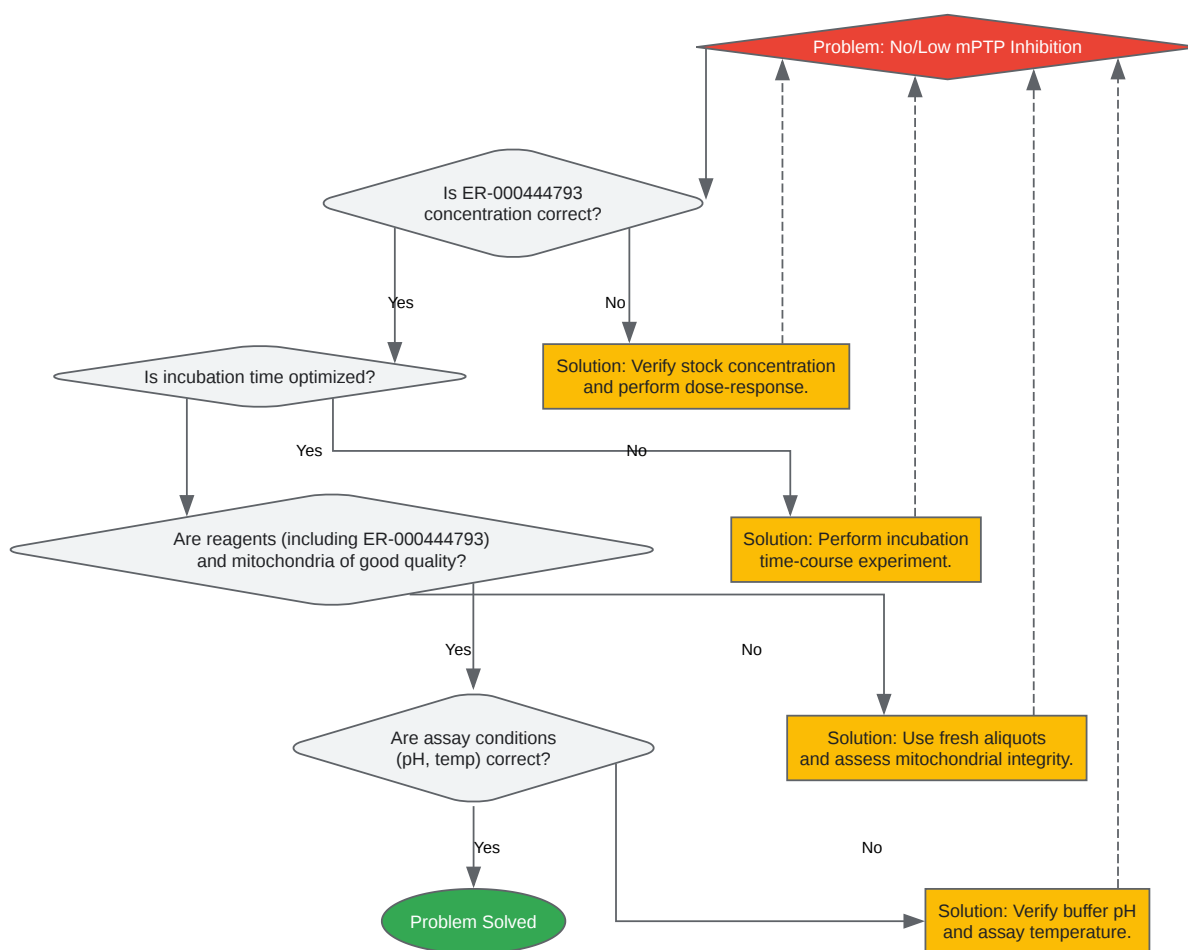 Problem: No/Low mPTP Inhibition
Is ER-000444793
concentration correct?
Yes
No
Solution: Verify stock concentration
and perform dose-response.
Is incubation time optimized?
Yes
No
Solution: Perform incubation
time-course experiment.
Are reagents (including ER-000444793)
and mitochondria of good quality?
Yes
No
Solution: Use fresh aliquots
and assess mitochondrial integrity.
Are assay conditions
(pH, temp) correct?
Yes
No
Problem Solved
Solution: Verify buffer pH
and assay temperature.